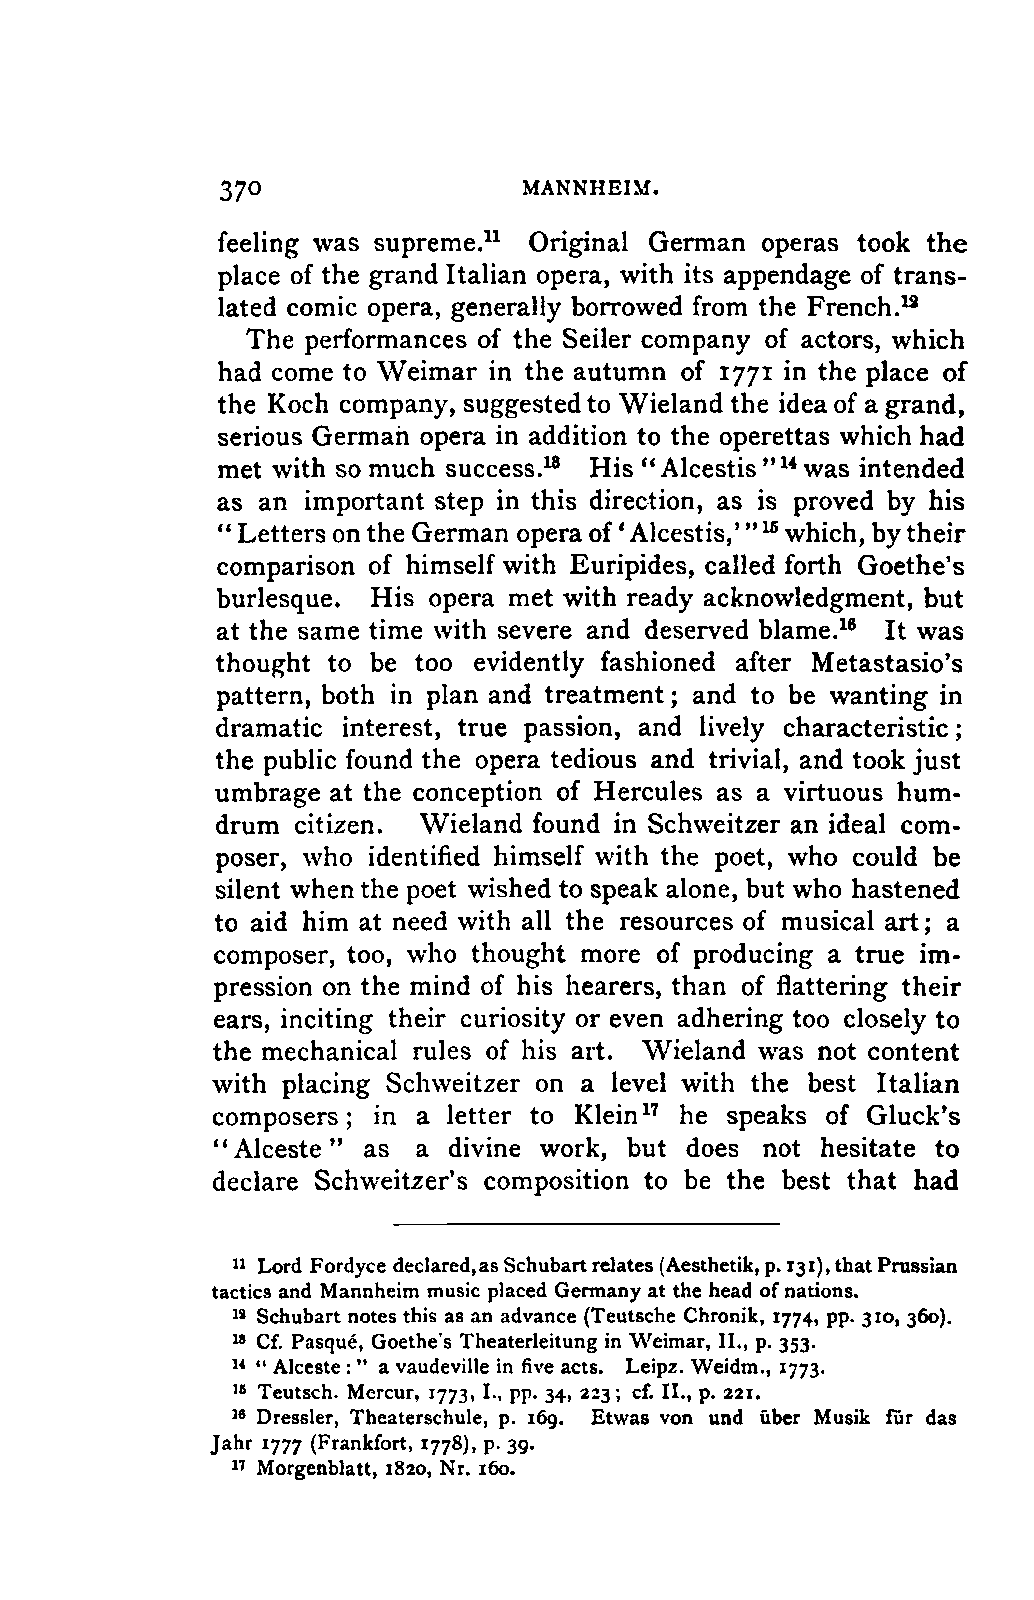 370 MANNHEIM.
feeling was supreme.¹¹ Original German operas took the
place of the grand Italian opera, with its appendage of trans-
lated comic opera, generally borrowed from the French.¹²
The performances of the Seiler company of actors, which
had come to Weimar in the autumn of 1771 in the place of
the Koch company, suggested to Wieland the idea of a grand,
serious German opera in addition to the operettas which had
met with so much success.¹³ His “Alcestis”¹⁴ was intended
as an important step in this direction, as is proved by his
“Letters on the German opera of ‘Alcestis,’”¹⁵ which, by their
comparison of himself with Euripides, called forth Goethe's
burlesque. His opera met with ready acknowledgment, but
at the same time with severe and deserved blame.¹⁶ It was
thought to be too evidently fashioned after Metastasio's
pattern, both in plan and treatment; and to be wanting in
dramatic interest, true passion, and lively characteristic;
the public found the opera tedious and trivial, and took just
umbrage at the conception of Hercules as a virtuous hum-
drum citizen. Wieland found in Schweitzer an ideal com-
poser, who identified himself with the poet, who could be
silent when the poet wished to speak alone, but who hastened
to aid him at need with all the resources of musical art; a
composer, too, who thought more of producing a true im-
pression on the mind of his hearers, than of flattering their
ears, inciting their curiosity or even adhering too closely to
the mechanical rules of his art. Wieland was not content
with placing Schweitzer on a level with the best Italian
composers; in a letter to Klein¹⁷ he speaks of Gluck's
“Alceste” as a divine work, but does not hesitate to
declare Schweitzer's composition to be the best that had
¹¹ Lord Fordyce declared, as Schubart relates (Aesthetik, p. 131), that Prussian
tactics and Mannheim music placed Germany at the head of nations.
¹² Schubart notes this as an advance (Teutsche Chronik, 1774, pp. 310, 360).
¹³ Cf. Pasqué, Goethe's Theaterleitung in Weimar, II., p. 353.
¹⁴ “Alceste:” a vaudeville in five acts. Leipz. Weidm., 1773.
¹⁵ Teutsch. Mercur, 1773, I., pp. 34, 223; cf. II., p. 221.
¹⁶ Dressler, Theaterschule, p. 169. Etwas von und über Musik für das
Jahr 1777 (Frankfort, 1778), p. 39.
¹⁷ Morgenblatt, 1820, Nr. 160.